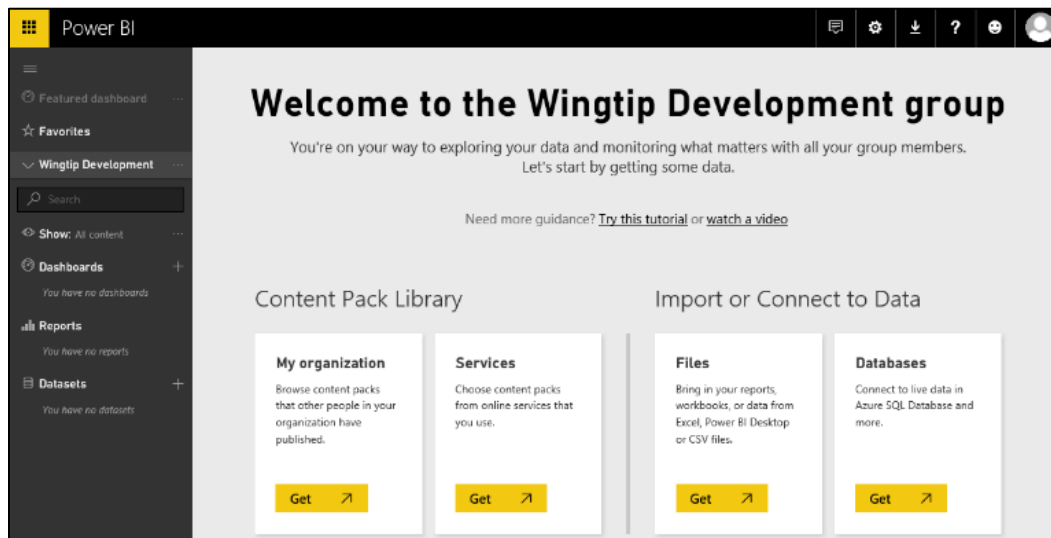 Power BI
?
Featured dashboard
Favorites
Wingtip Development
Search
Show: All content
Dashboards
You have no dashboards
Reports
You have no reports
Datasets
You have no datasets
Welcome to the Wingtip Development group
You're on your way to exploring your data and monitoring what matters with all your group members.
Let's start by getting some data.
Need more guidance? Try this tutorial or watch a video
Content Pack Library
My organization
Browse content packs
that other people in your
organization have
published.
Get
Services
Choose content packs
from online services that
you use.
Get
Import or Connect to Data
Files
Bring in your reports,
workbooks, or data from
Excel, Power BI Desktop
or CSV files.
Get
Databases
Connect to live data in
Azure SQL Database and
more.
Get